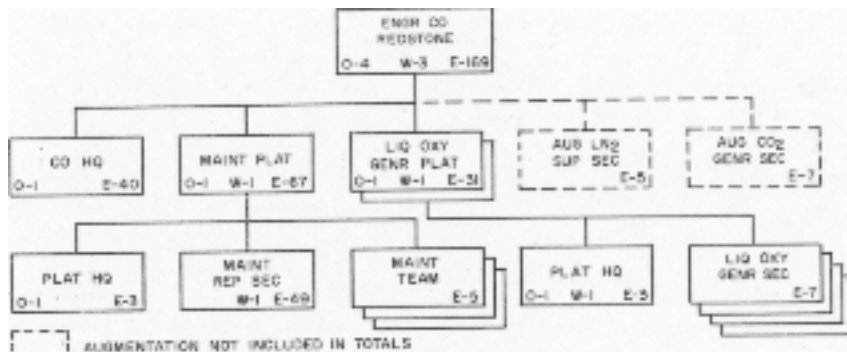 ENGR CO
REDSTONE
O-4 W-3 E-169
CO HQ
O-1 E-40
MAINT PLAT
O-1 W-1 E-67
LIQ OXY
GENR PLAT
O-1 W-1 E-31
AUG LN2
SUP SEC
E-5
AUG CO2
GENR SEC
E-7
PLAT HQ
O-1 E-3
MAINT
REP SEC
W-1 E-49
MAINT
TEAM
E-5
PLAT HQ
O-1 W-1 E-3
LIQ OXY
GENR SEC
E-7
AUGMENTATION NOT INCLUDED IN TOTALS